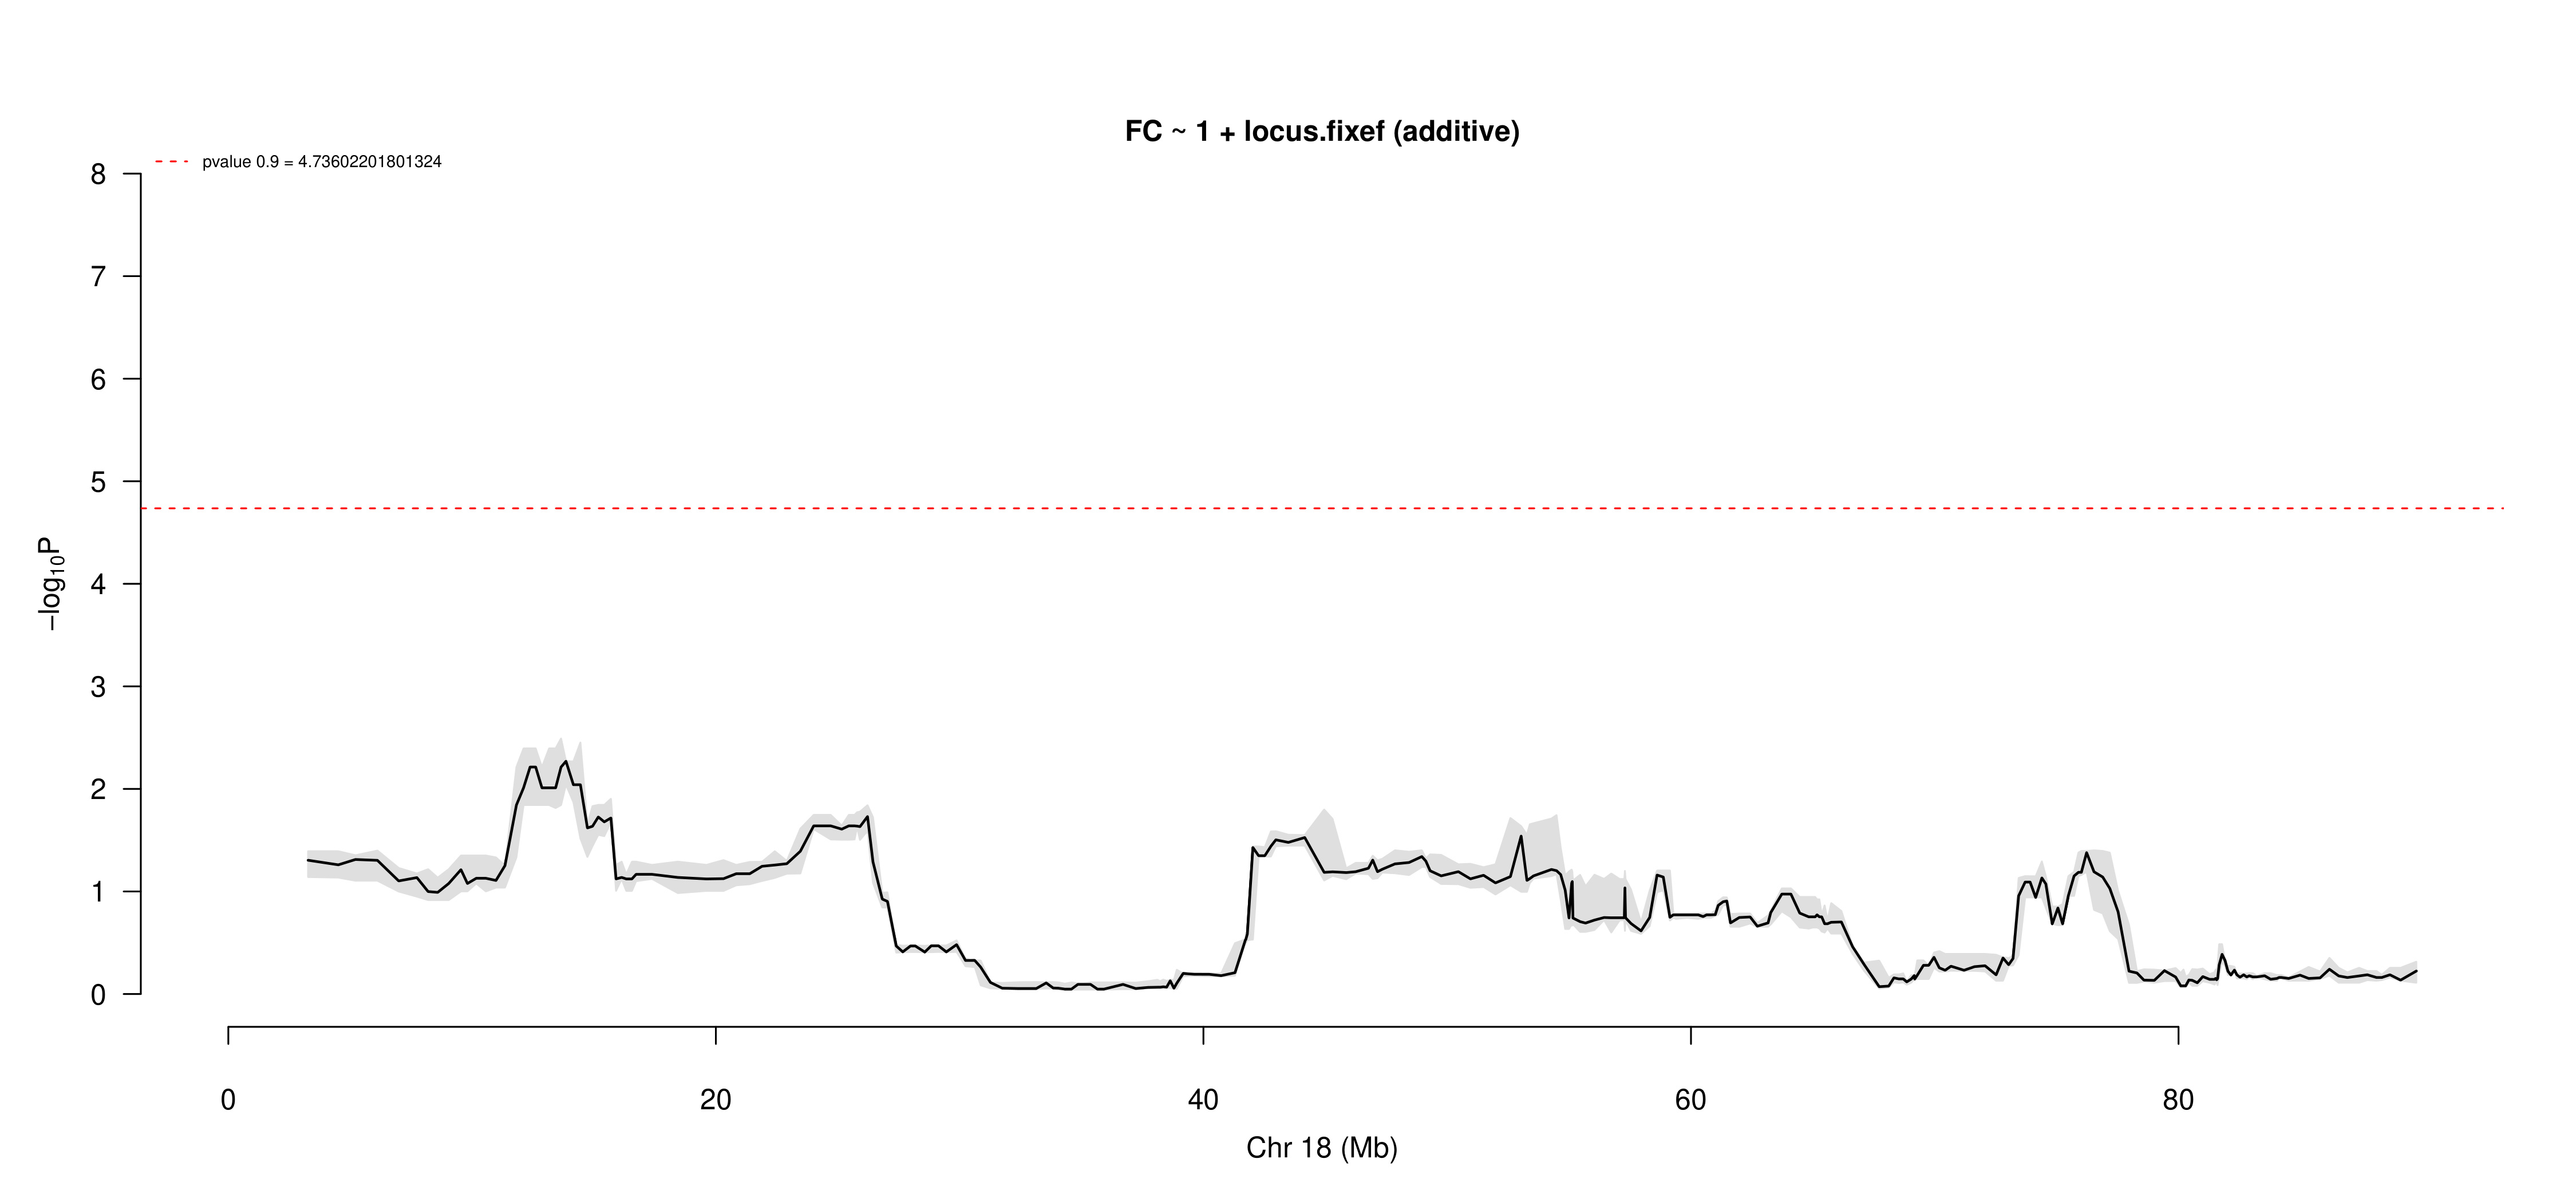 FC ~ 1 + locus.fixef (additive)
pvalue 0.9 = 4.73602201801324
8
7
6
5
4
3
2
1
0
−log10P
0 20 40 60 80
Chr 18 (Mb)